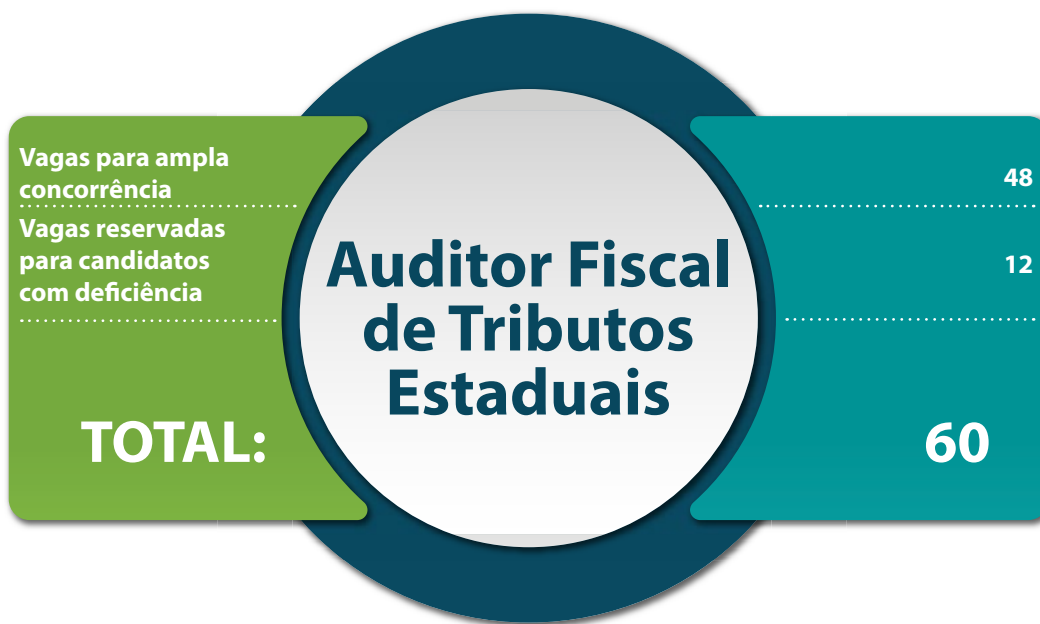 Vagas para ampla
concorrência
48
Vagas reservadas
para candidatos
com deficiência
12
Auditor Fiscal
de Tributos
Estaduais
TOTAL:
60